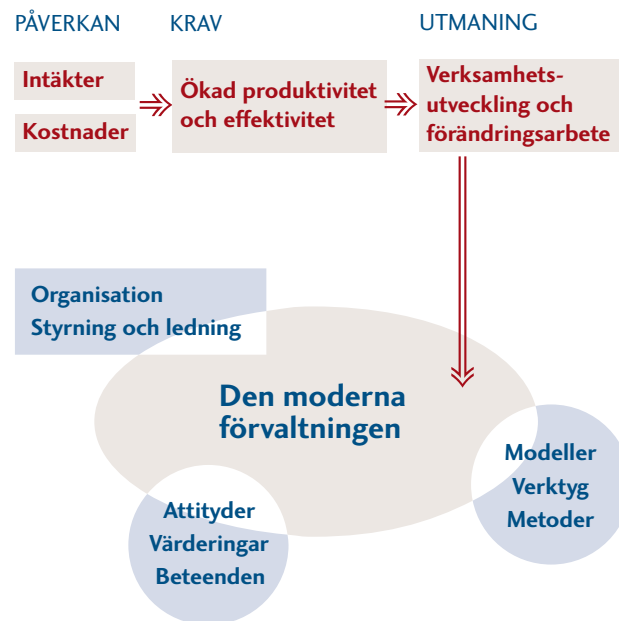 PÅVERKAN
KRAV
UTMANING
Intäkter
Kostnader
Ökad produktivitet
och effektivitet
Verksamhets-
utveckling och
förändringsarbete
Organisation
Styrning och ledning
Den moderna
förvaltningen
Modeller
Verktyg
Metoder
Attityder
Värderingar
Beteenden